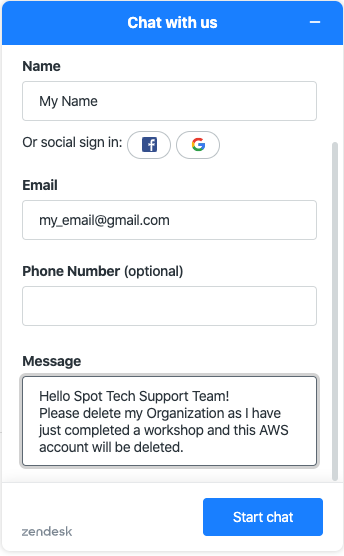 Chat with us
Name
My Name
Or social sign in:
Email
my_email@gmail.com
Phone Number (optional)
Message
Hello Spot Tech Support Team!
Please delete my Organization as I have
just completed a workshop and this AWS
account will be deleted.
zendesk
Start chat